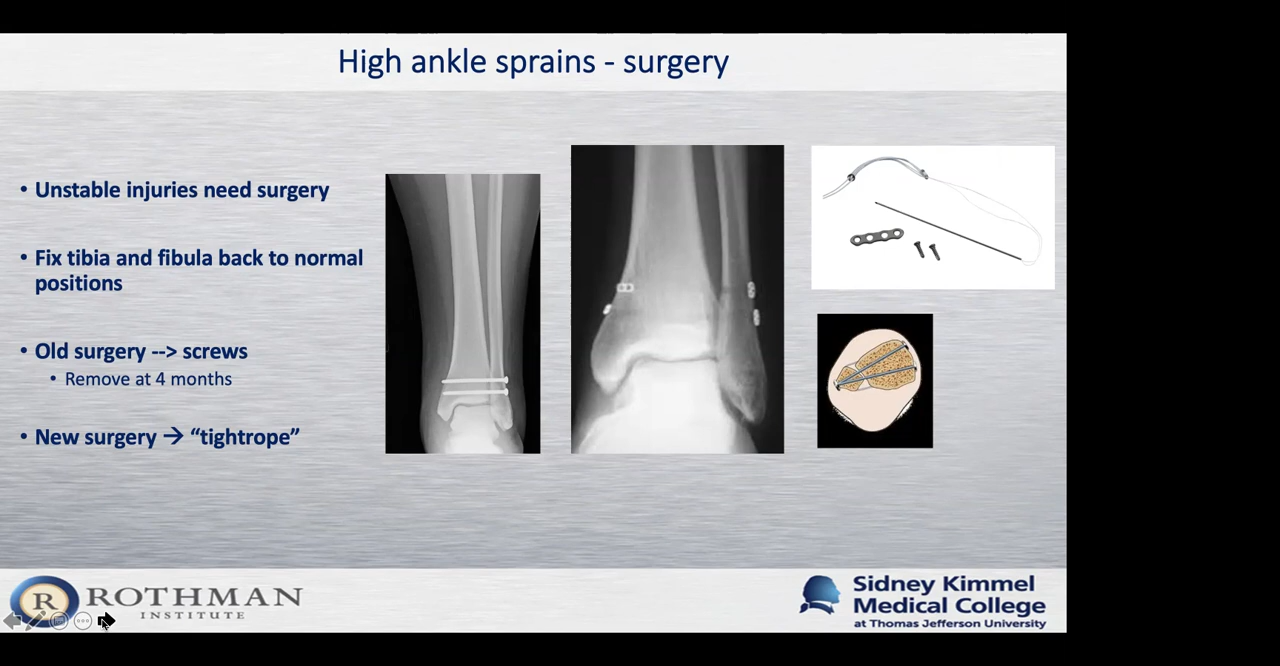 High ankle sprains - surgery
• Unstable injuries need surgery
• Fix tibia and fibula back to normal
positions
• Old surgery --> screws
• Remove at 4 months
• New surgery → “tightrope”
R ROTHMAN
INSTITUTE
Sidney Kimmel
Medical College
at Thomas Jefferson University